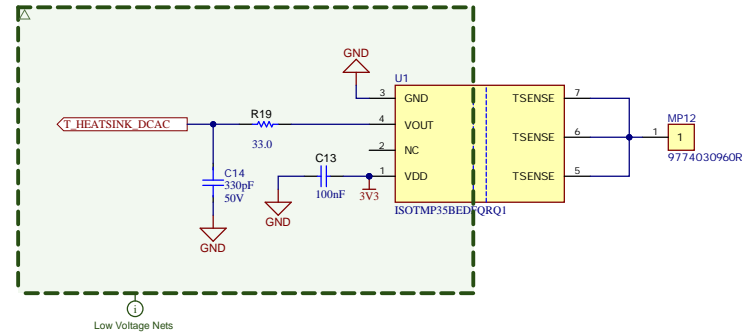 GND
U1
3
GND
TSENSE
7
T_HEATSINK_DCAC
R19
33.0
4
VOUT
TSENSE
6
MP12
1
1
9774030960R
2
NC
C13
100nF
1
VDD
TSENSE
5
3V3
C14
330pF
50V
GND
GND
i
Low Voltage Nets